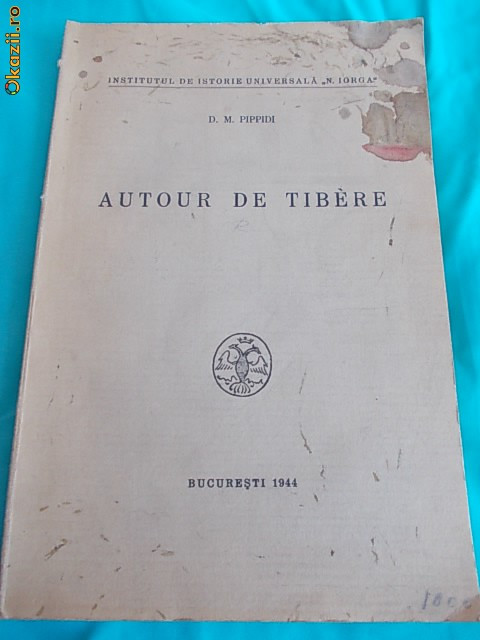 Okazii.ro
INSTITUTUL DE ISTORIE UNIVERSALĂ „N. IORGA”
D. M. PIPPIDI
AUTOUR DE TIBÈRE
BUCUREŞTI 1944